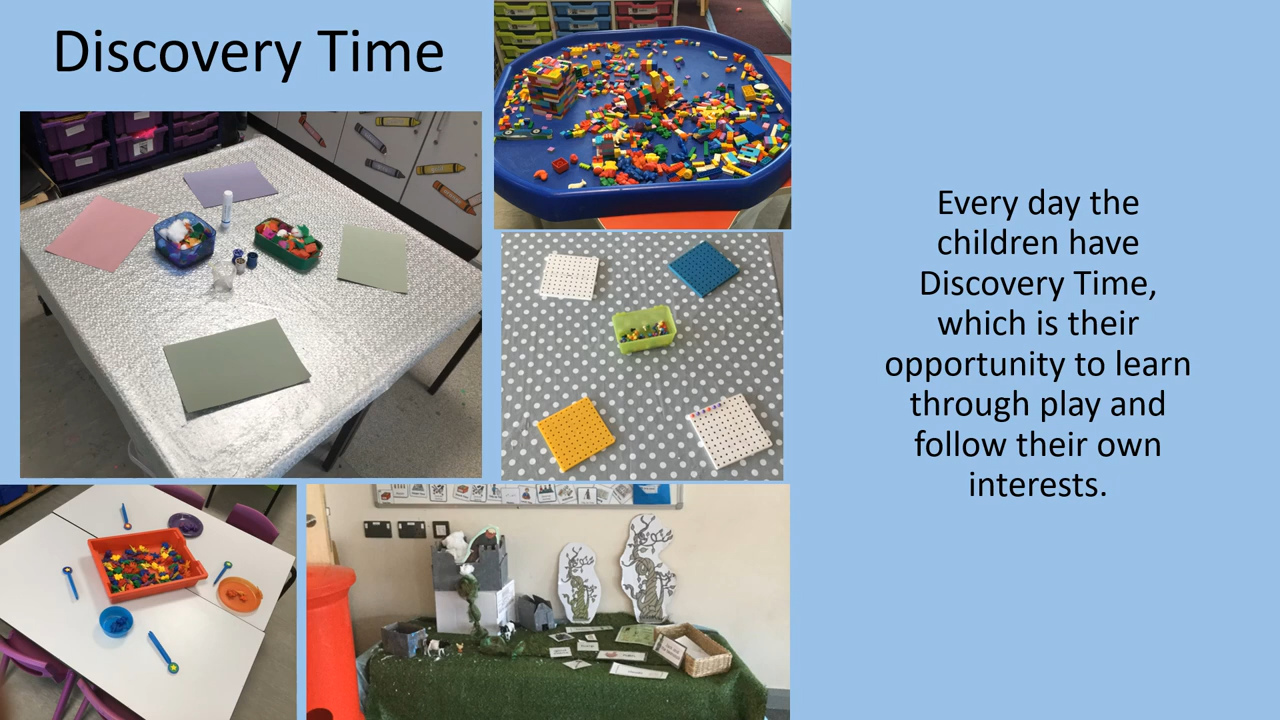 Discovery Time
Every day the
children have
Discovery Time,
which is their
opportunity to learn
through play and
follow their own
interests.